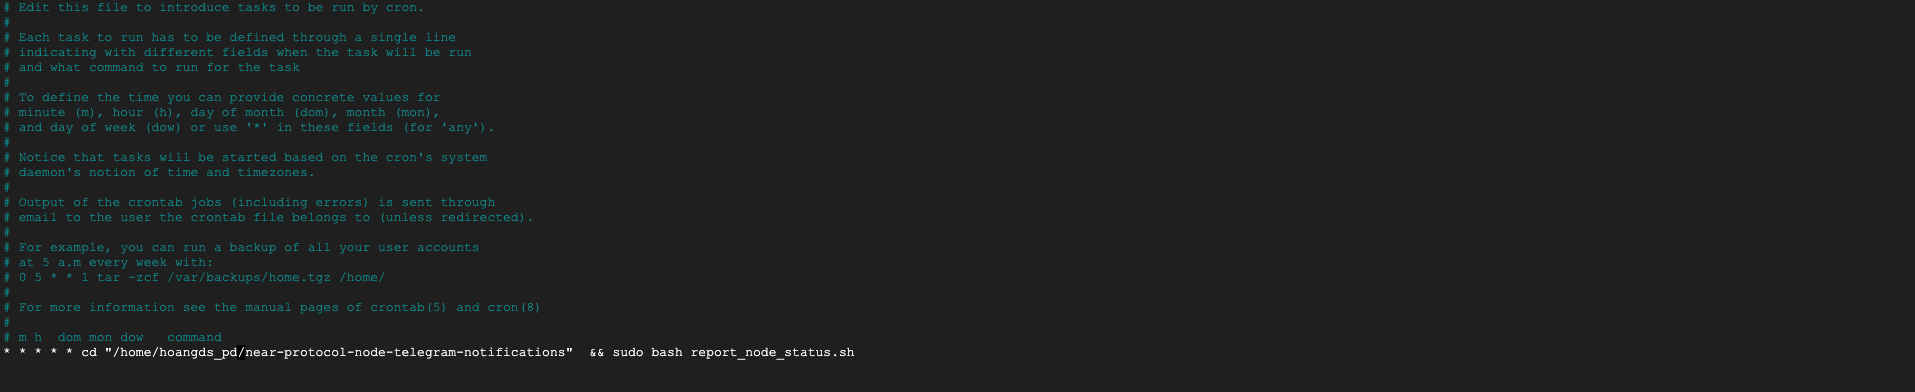 # Edit this file to introduce tasks to be run by cron.
#
# Each task to run has to be defined through a single line
# indicating with different fields when the task will be run
# and what command to run for the task
#
# To define the time you can provide concrete values for
# minute (m), hour (h), day of month (dom), month (mon),
# and day of week (dow) or use '*' in these fields (for 'any').
#
# Notice that tasks will be started based on the cron's system
# daemon's notion of time and timezones.
#
# Output of the crontab jobs (including errors) is sent through
# email to the user the crontab file belongs to (unless redirected).
#
# For example, you can run a backup of all your user accounts
# at 5 a.m every week with:
# 0 5 * * 1 tar -zcf /var/backups/home.tgz /home/
#
# For more information see the manual pages of crontab(5) and cron(8)
#
# m h  dom mon dow   command
* * * * * cd "/home/hoangds_pd/near-protocol-node-telegram-notifications"  && sudo bash report_node_status.sh